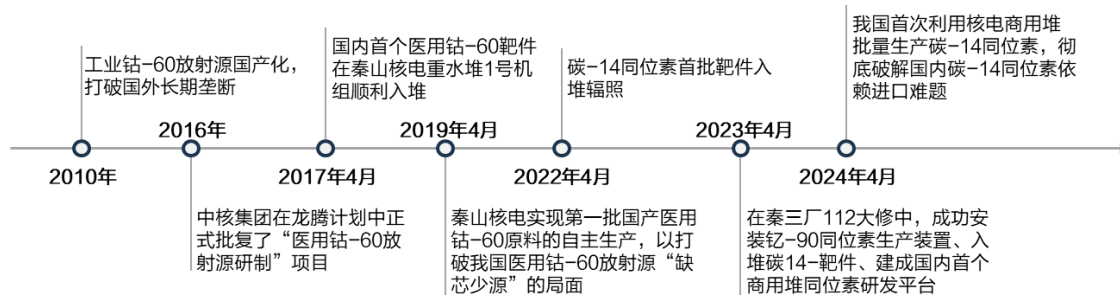 工业钴-60放射源国产化，
打破国外长期垄断
2010年
2016年
中核集团在龙腾计划中正
式批复了“医用钴-60放
射源研制”项目
国内首个医用钴-60靶件
在秦山核电重水堆1号机
组顺利入堆
2017年4月
2019年4月
秦山核电实现第一批国产医用
钴-60原料的自主生产，以打
破我国医用钴-60放射源“缺
芯少源”的局面
碳-14同位素首批靶件入
堆辐照
2022年4月
2023年4月
在秦三厂112大修中，成功安
装钇-90同位素生产装置、入
堆碳14-靶件、建成国内首个
商用堆同位素研发平台
我国首次利用核电商用堆
批量生产碳-14同位素，彻
底破解国内碳-14同位素依
赖进口难题
2024年4月